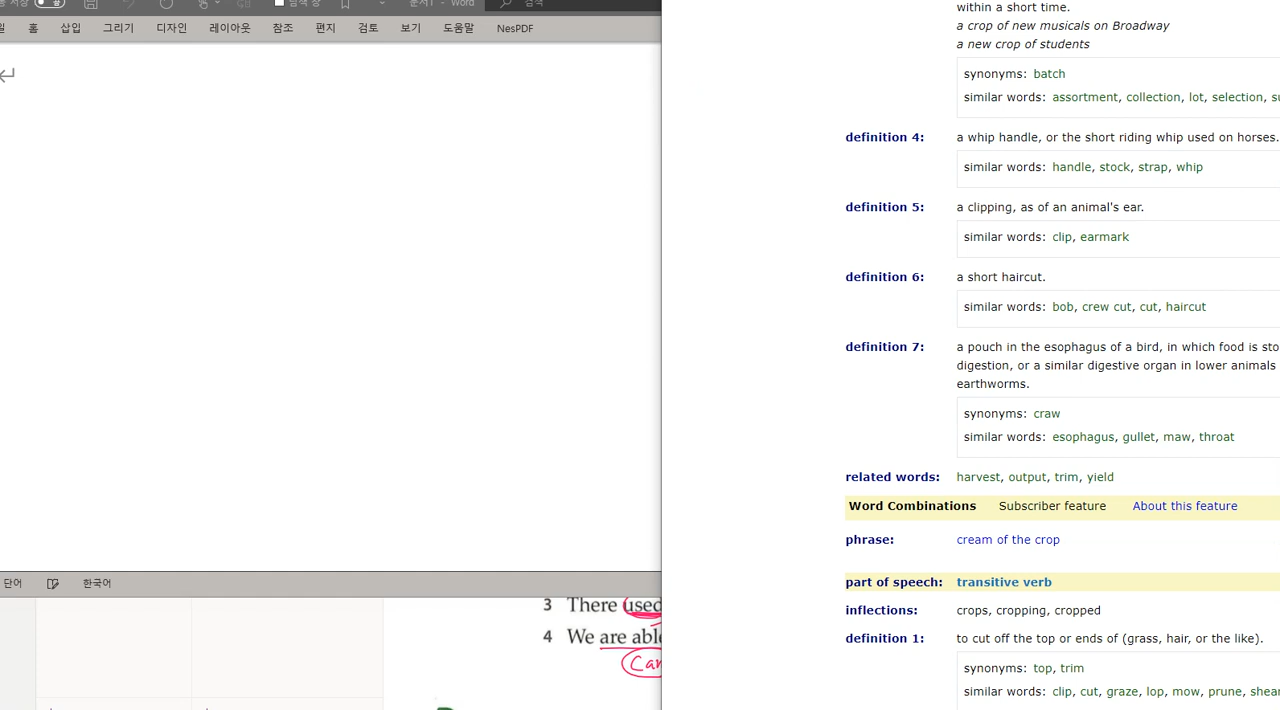 문서1 - Word 검색
홈 삽입 그리기 디자인 레이아웃 참조 편지 검토 보기 도움말 NesPDF
단어 한국어
3 There used
4 We are
within a short time.
a crop of new musicals on Broadway
a new crop of students
synonyms: batch
similar words: assortment, collection, lot, selection,
definition 4: a whip handle, or the short riding whip used on horses.
similar words: handle, stock, strap, whip
definition 5: a clipping, as of an animal's ear.
similar words: clip, earmark
definition 6: a short haircut.
similar words: bob, crew cut, cut, haircut
definition 7: a pouch in the esophagus of a bird, in which food is
digestion, or a similar digestive organ in lower animals
earthworms.
synonyms: craw
similar words: esophagus, gullet, maw, throat
related words: harvest, output, trim, yield
Word Combinations Subscriber feature About this feature
phrase: cream of the crop
part of speech: transitive verb
inflections: crops, cropping, cropped
definition 1: to cut off the top or ends of (grass, hair, or the like).
synonyms: top, trim
similar words: clip, cut, graze, lop, mow, prune,